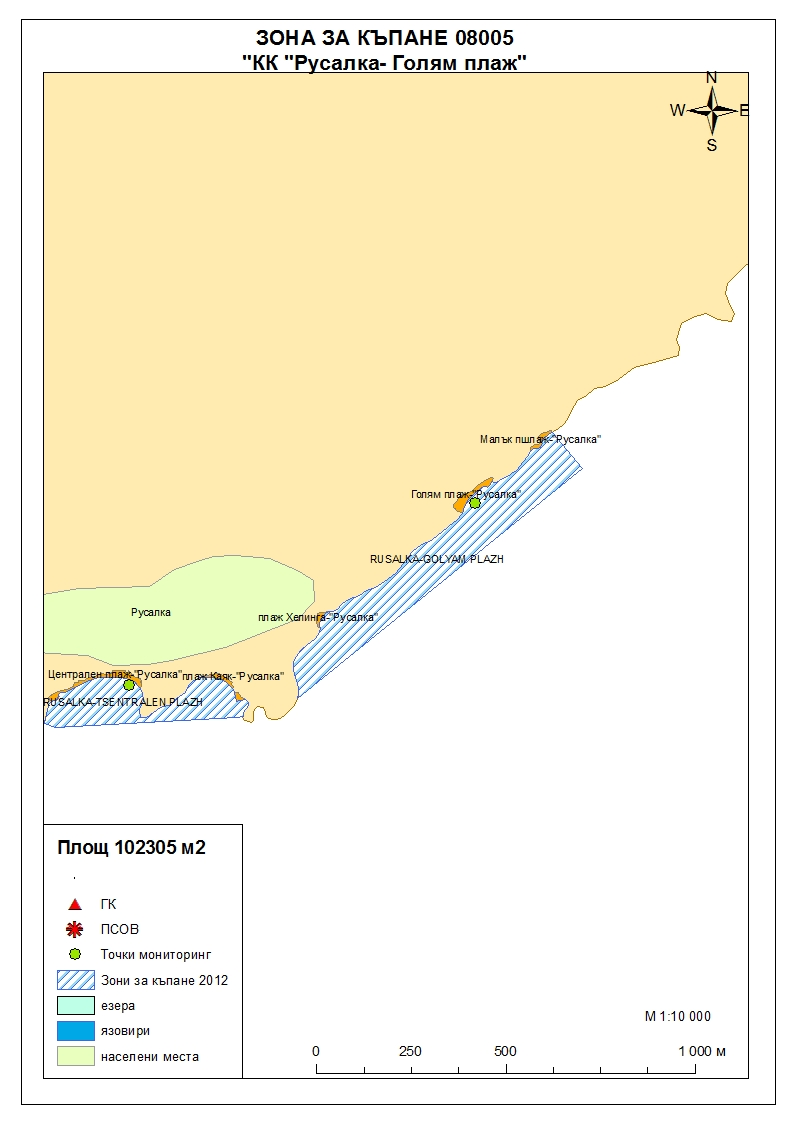 ЗОНА ЗА КЪПАНЕ 08005
"КК "Русалка- Голям плаж"
N
W E
S
Малък пшлаж-"Русалка"
Голям плаж-"Русалка"
RUSALKA-GOLYAM PLAZH
Русалка
плаж Хелинга-"Русалка"
Централен плаж-"Русалка"
плаж Каяк-"Русалка"
RUSALKA-TSENTRALEN PLAZH
Площ 102305 м2
ГК
ПСОВ
Точки мониторинг
Зони за къпане 2012
езера
язовири
населени места
М 1:10 000
0 250 500 1 000 м